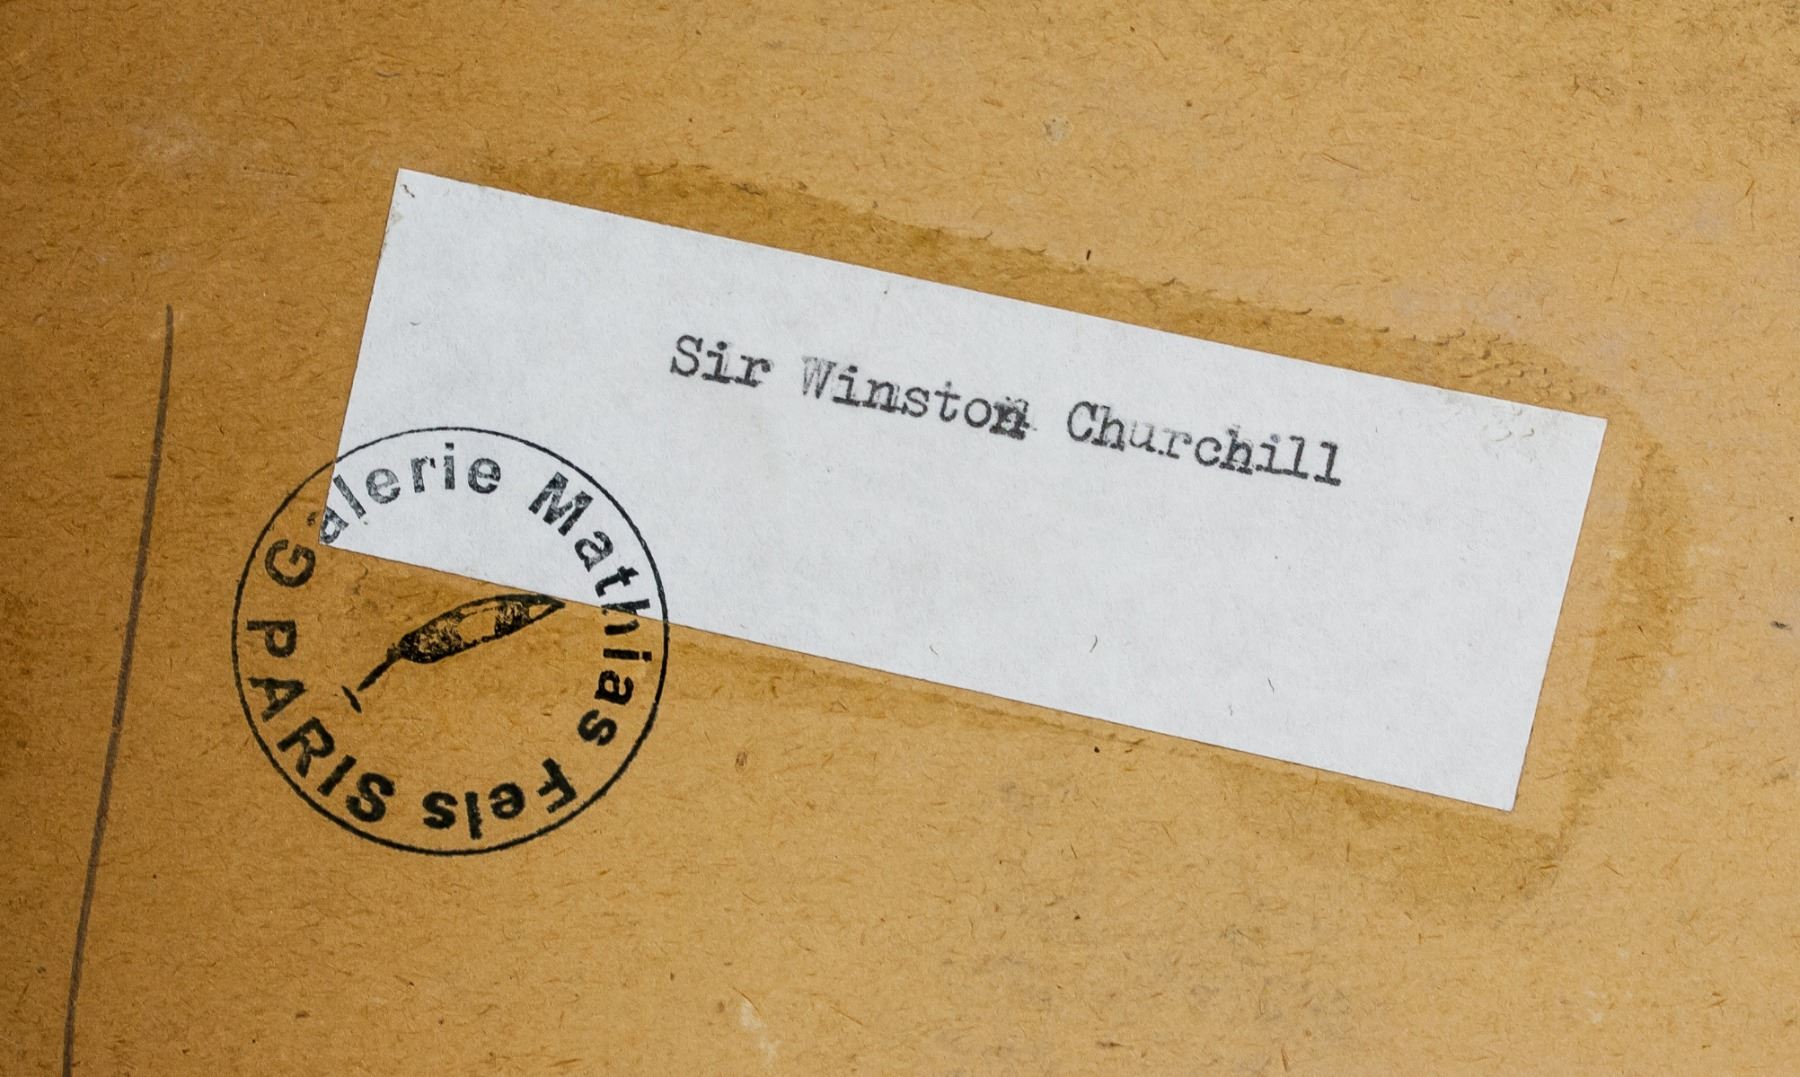 Sir Winston Churchill
Galerie Mathias Fels PARIS